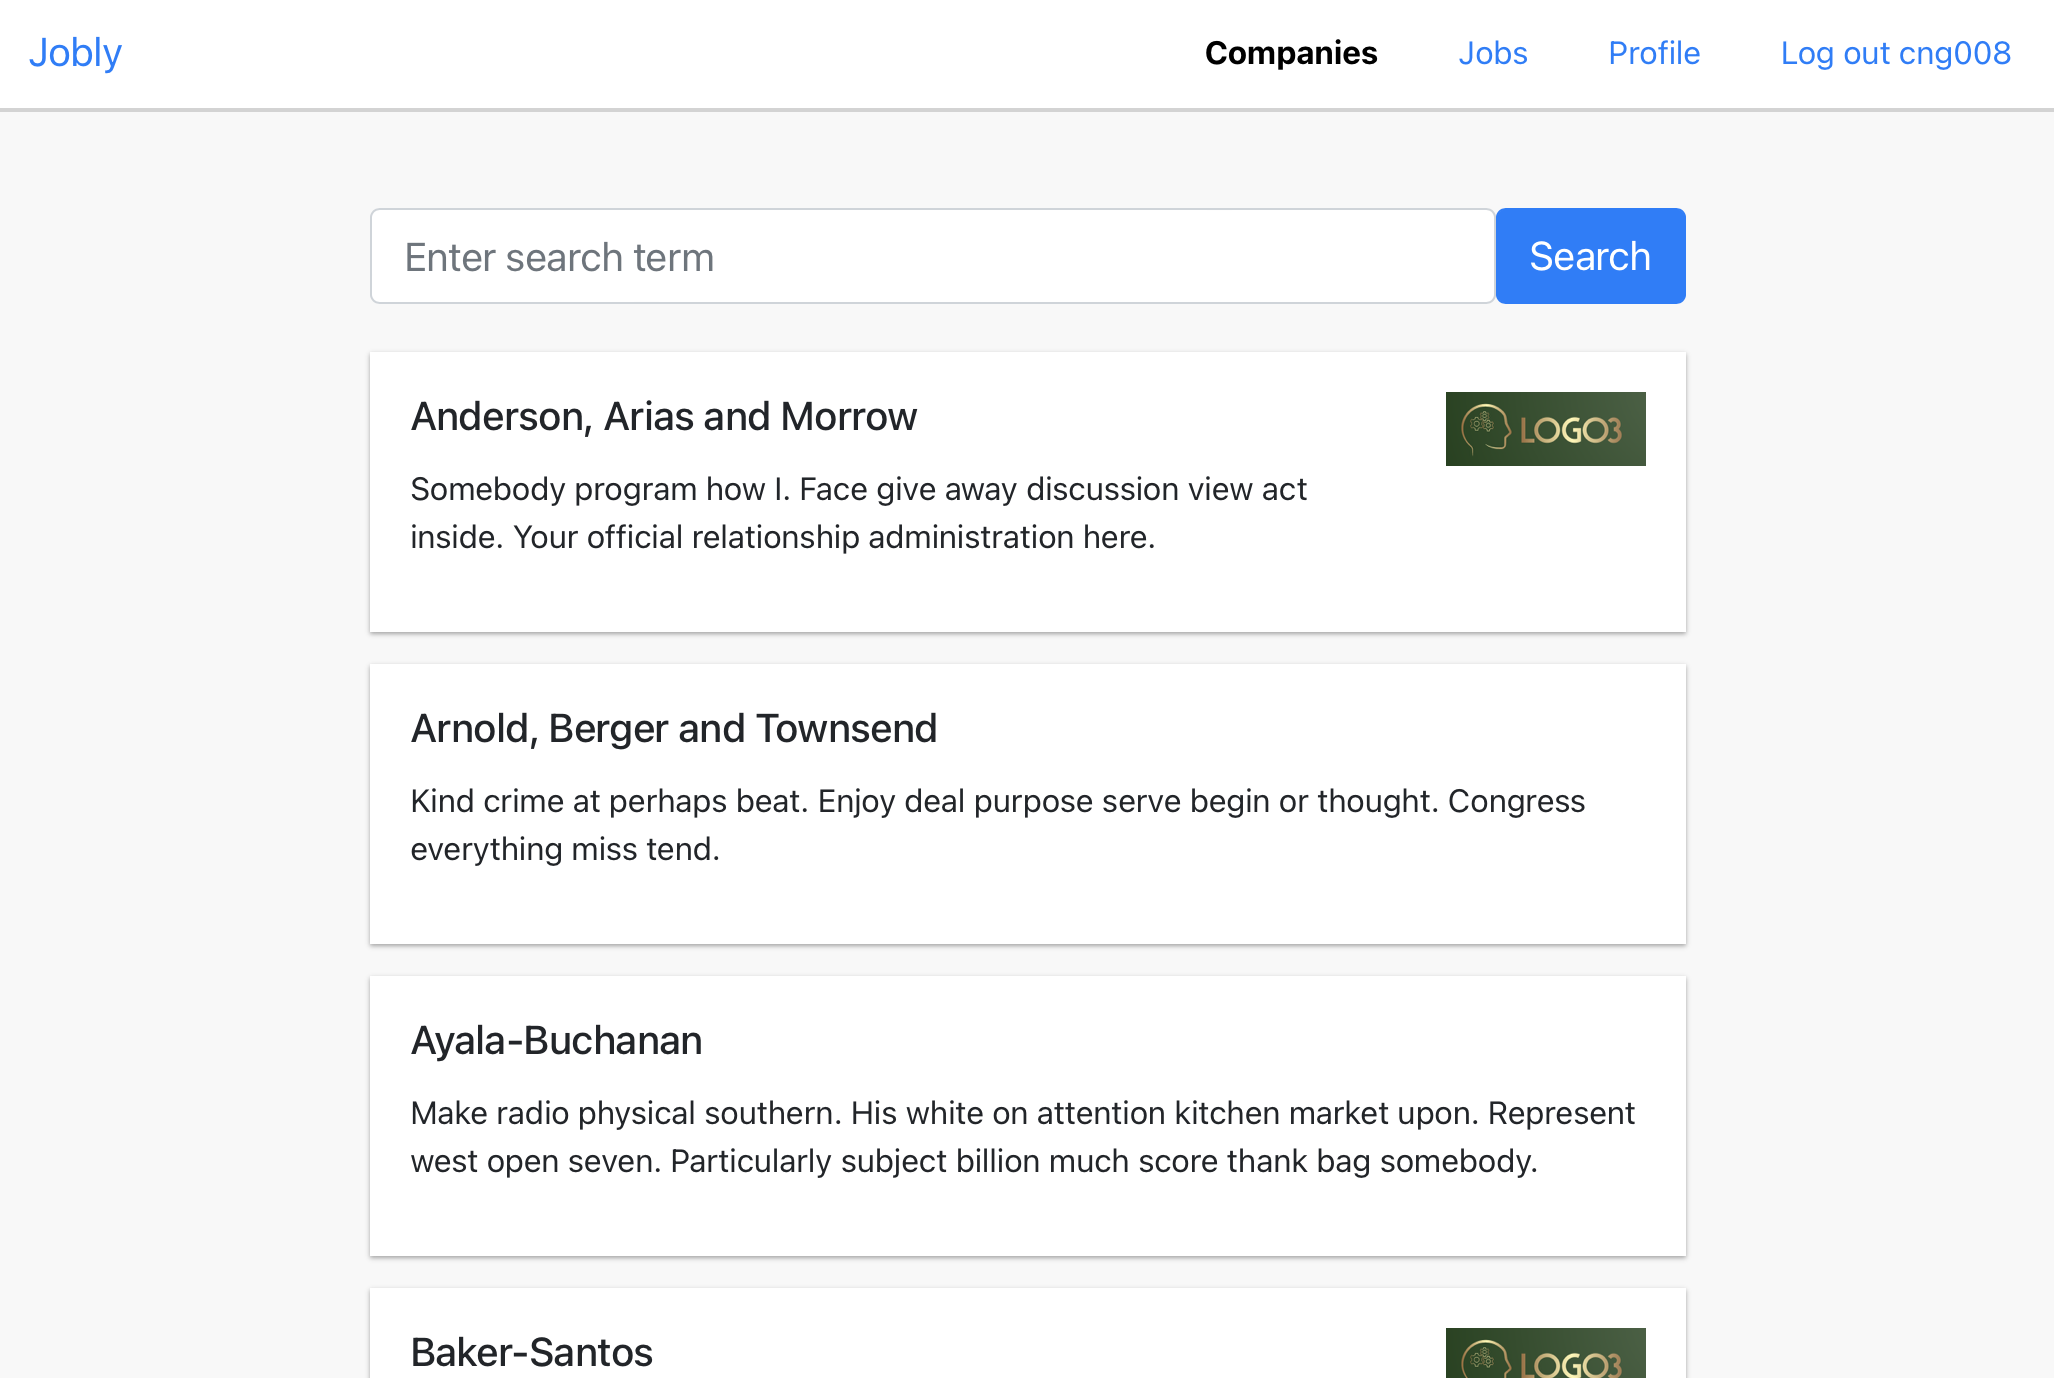 Jobly
Companies
Jobs
Profile
Log out cng008
Enter search term
Search
Anderson, Arias and Morrow
LOGO3
Somebody program how I. Face give away discussion view act
inside. Your official relationship administration here.
Arnold, Berger and Townsend
Kind crime at perhaps beat. Enjoy deal purpose serve begin or thought. Congress
everything miss tend.
Ayala-Buchanan
Make radio physical southern. His white on attention kitchen market upon. Represent
west open seven. Particularly subject billion much score thank bag somebody.
Baker-Santos
LOGO3